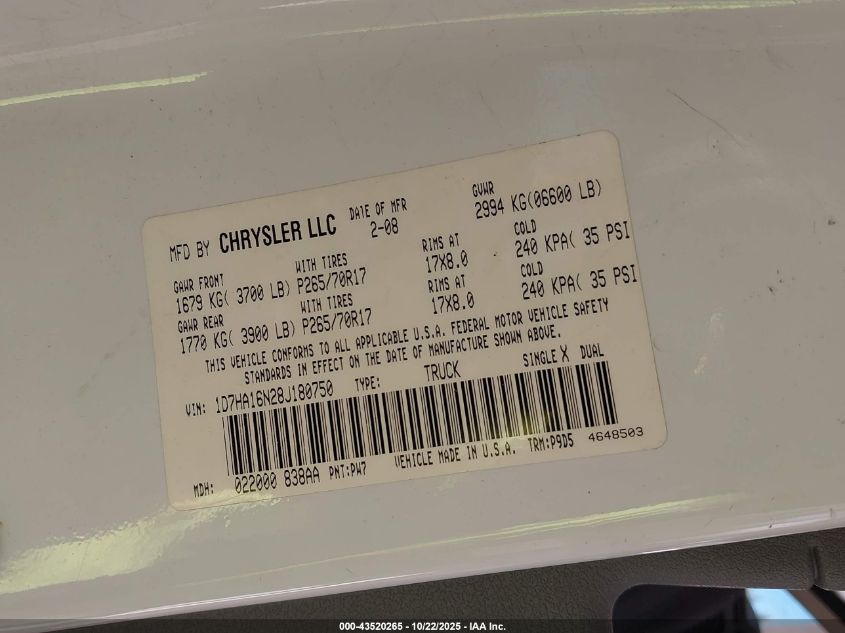 MFD BY CHRYSLER LLC DATE OF MFR 2-08 GVWR 2994 KG(06600 LB)
GAWR FRONT WITH TIRES RIMS AT COLD
1679 KG( 3700 LB) P265/70R17 17X8.0 240 KPA( 35 PSI
GAWR REAR WITH TIRES RIMS AT COLD
1770 KG( 3900 LB) P265/70R17 17X8.0 240 KPA( 35 PSI
THIS VEHICLE CONFORMS TO ALL APPLICABLE U.S.A. FEDERAL MOTOR VEHICLE SAFETY
STANDARDS IN EFFECT ON THE DATE OF MANUFACTURE SHOWN ABOVE.
VIN: 1D7HA16N28J180750 TYPE: TRUCK SINGLE X DUAL
MDH: 022000 838AA PNT:PW7 VEHICLE MADE IN U.S.A. TRM:P9D5 4648503
000-43520265 - 10/22/2025 - IAA Inc.